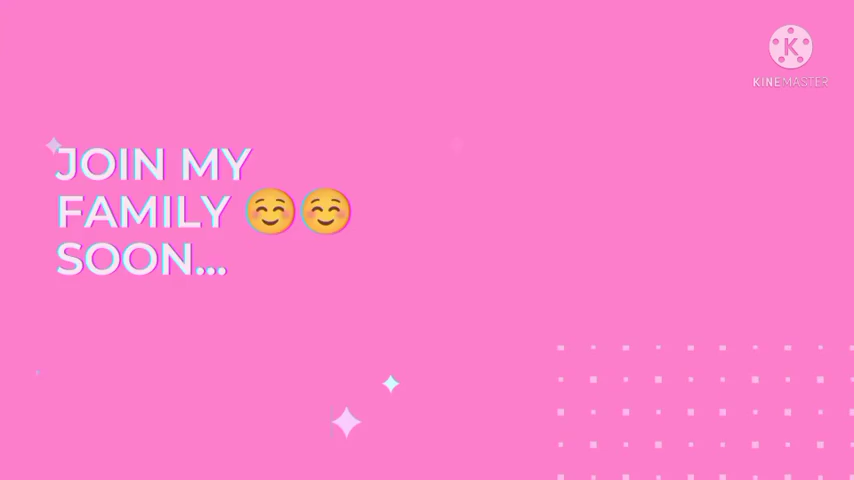 JOIN MY
FAMILY ☺️☺️
SOON...
K
KINEMASTER